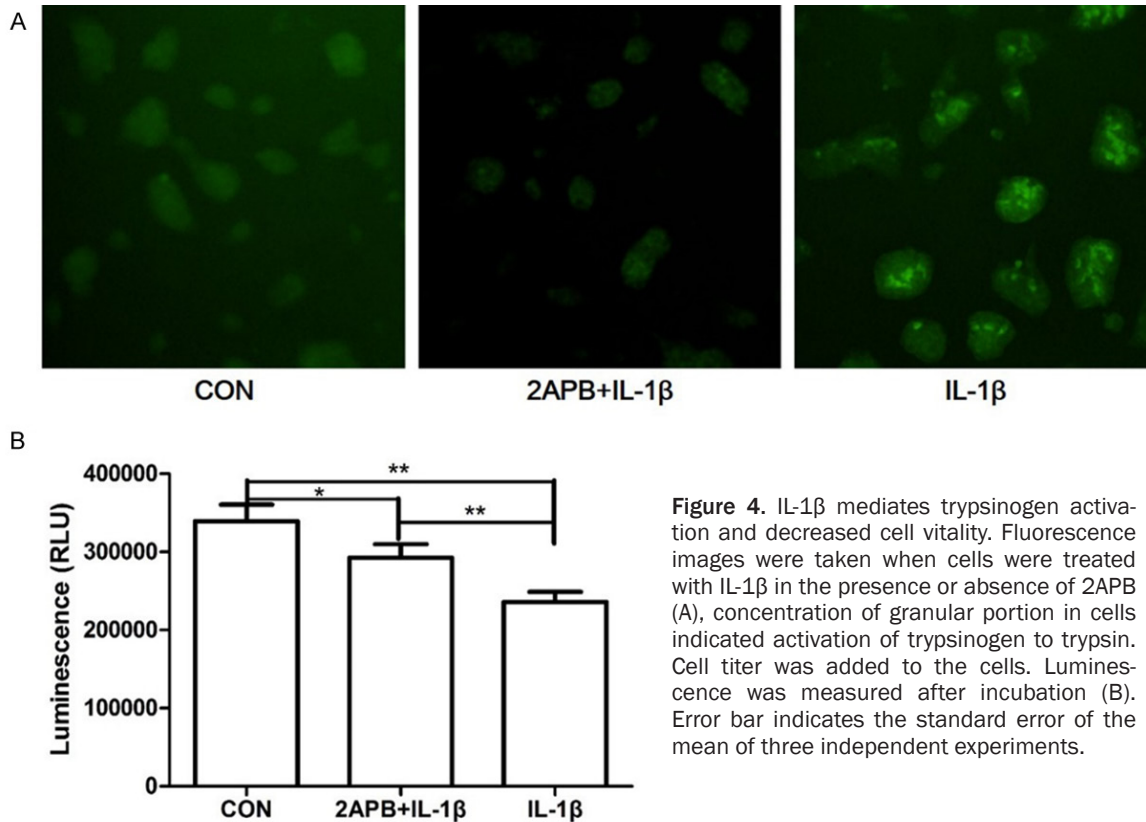 A
CON
2APB+IL-1β
IL-1β
B
Luminescence (RLU)
400000
300000
200000
100000
0
**
*
**
CON
2APB+IL-1β
IL-1β
Figure 4. IL-1β mediates trypsinogen activa-
tion and decreased cell vitality. Fluorescence
images were taken when cells were treated
with IL-1β in the presence or absence of 2APB
(A), concentration of granular portion in cells
indicated activation of trypsinogen to trypsin.
Cell titer was added to the cells. Lumines-
cence was measured after incubation (B).
Error bar indicates the standard error of the
mean of three independent experiments.